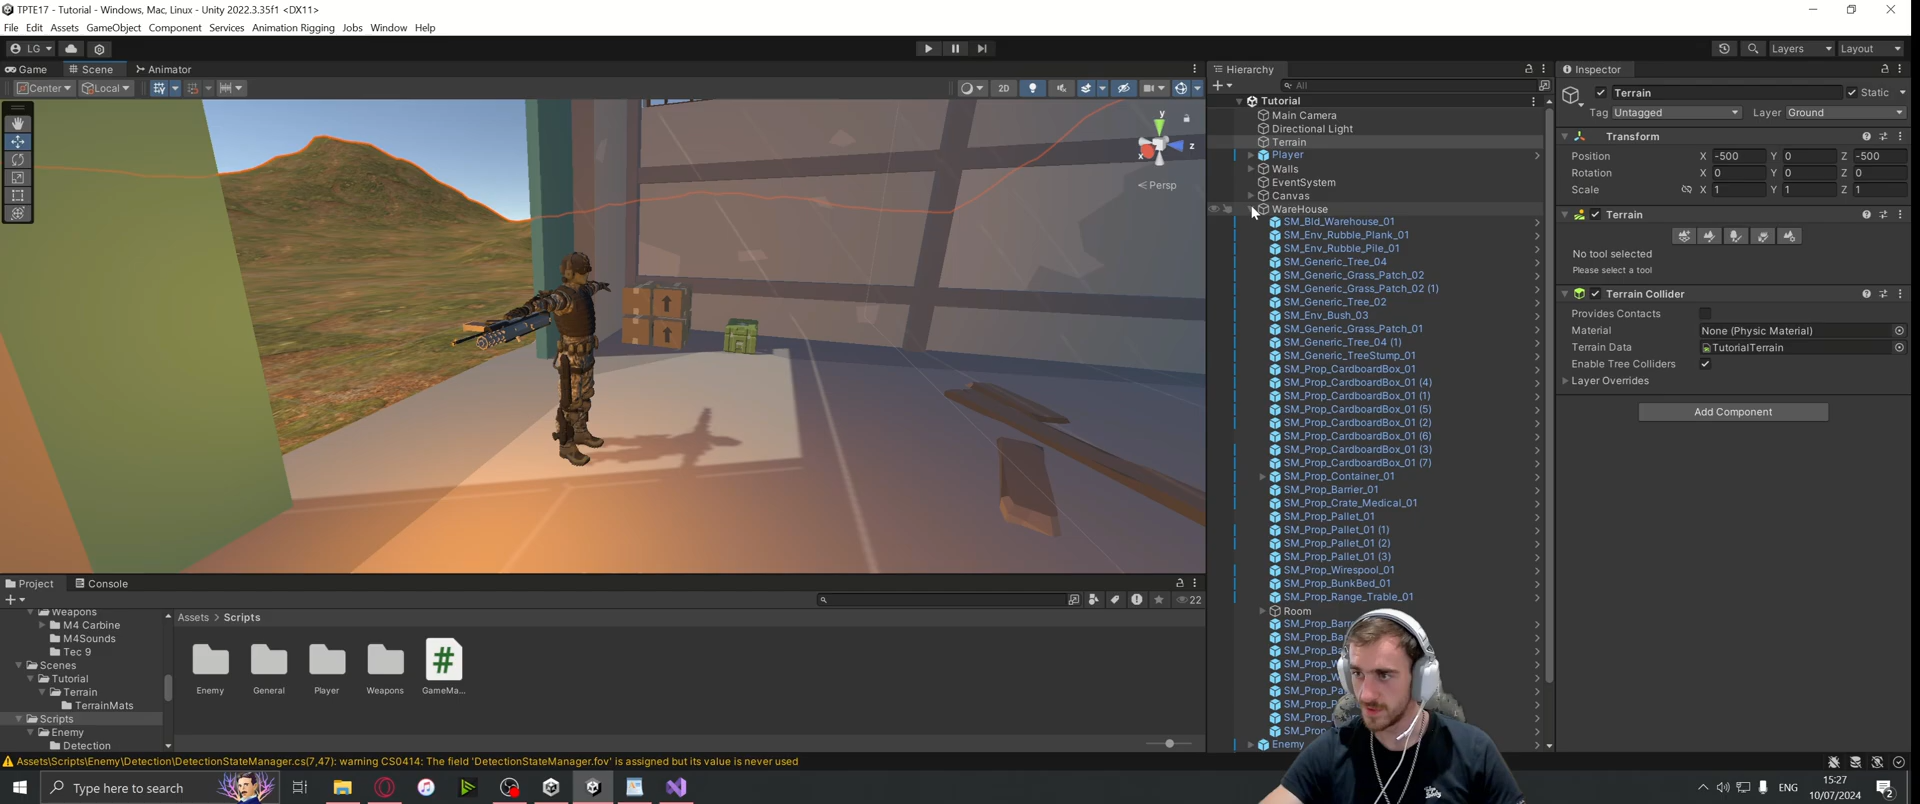 TPTE17 - Tutorial - Windows, Mac, Linux - Unity 2022.3.35f1 <DX11>
File Edit Assets GameObject Component Services Animation Rigging Jobs Window Help
LG
Layers Layout
Game Scene Animator
Center Local 2D
y
x
z
Persp
Hierarchy
All
Tutorial
Main Camera
Directional Light
Terrain
Player
Walls
EventSystem
Canvas
WareHouse
SM_Bld_Warehouse_01
SM_Env_Rubble_Plank_01
SM_Env_Rubble_Pile_01
SM_Generic_Tree_04
SM_Generic_Grass_Patch_02
SM_Generic_Grass_Patch_02 (1)
SM_Generic_Tree_02
SM_Env_Bush_03
SM_Generic_Grass_Patch_01
SM_Generic_Tree_04 (1)
SM_Generic_TreeStump_01
SM_Prop_CardboardBox_01
SM_Prop_CardboardBox_01 (4)
SM_Prop_CardboardBox_01 (1)
SM_Prop_CardboardBox_01 (5)
SM_Prop_CardboardBox_01 (2)
SM_Prop_CardboardBox_01 (6)
SM_Prop_CardboardBox_01 (3)
SM_Prop_CardboardBox_01 (7)
SM_Prop_Container_01
SM_Prop_Barrier_01
SM_Prop_Crate_Medical_01
SM_Prop_Pallet_01
SM_Prop_Pallet_01 (1)
SM_Prop_Pallet_01 (2)
SM_Prop_Pallet_01 (3)
SM_Prop_Wirespool_01
SM_Prop_BunkBed_01
SM_Prop_Range_Trable_01
Room
Enemy
Inspector
Terrain Static
Tag Untagged Layer Ground
Transform
Position X -500 Y 0 Z -500
Rotation X 0 Y 0 Z 0
Scale X 1 Y 1 Z 1
Terrain
No tool selected
Please select a tool
Terrain Collider
Provides Contacts
Material None (Physic Material)
Terrain Data TutorialTerrain
Enable Tree Colliders
Layer Overrides
Add Component
Project Console
22
Weapons
M4 Carbine
M4Sounds
Tec 9
Scenes
Tutorial
Terrain
TerrainMats
Scripts
Enemy
Detection
Assets > Scripts
Enemy General Player Weapons GameMa...
Assets\Scripts\Enemy\Detection\DetectionStateManager.cs(7,47): warning CS0414: The field 'DetectionStateManager.fov' is assigned but its value is never used
Type here to search
ENG
15:27
10/07/2024
2